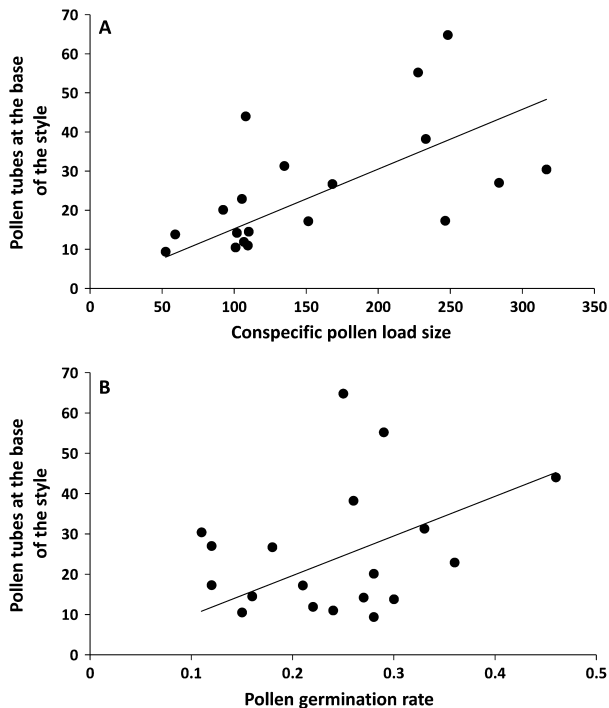 A
Pollen tubes at the base
of the style
70
60
50
40
30
20
10
0
0 50 100 150 200 250 300 350
Conspecific pollen load size
B
Pollen tubes at the base
of the style
70
60
50
40
30
20
10
0
0 0.1 0.2 0.3 0.4 0.5
Pollen germination rate